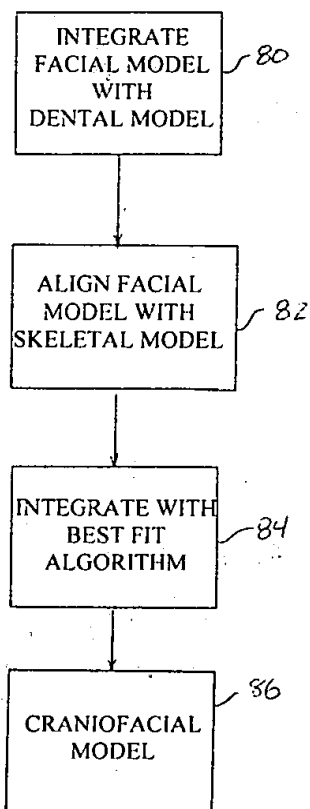 INTEGRATE
FACIAL MODEL
WITH
DENTAL MODEL
80
ALIGN FACIAL
MODEL WITH
SKELETAL MODEL
82
INTEGRATE WITH
BEST FIT
ALGORITHM
84
CRANIOFACIAL
MODEL
86